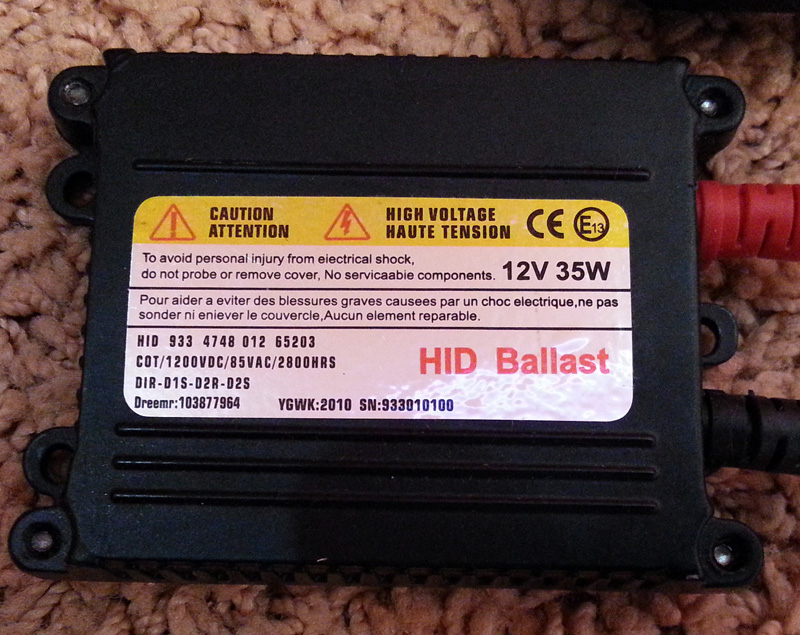 CAUTION
ATTENTION
HIGH VOLTAGE
HAUTE TENSION
CE E13
To avoid personal injury from electrical shock,
do not probe or remove cover, No servicaable components. 12V 35W
Pour aider a eviter des blessures graves causees par un choc electrique,ne pas
sonder ni eniever le couvercle,Aucun element reparable.
HID 933 4748 012 65203
COT/1200VDC/85VAC/2800HRS
DIR-D1S-D2R-D2S
HID Ballast
Dreemr:103877964 YGWK:2010 SN:933010100